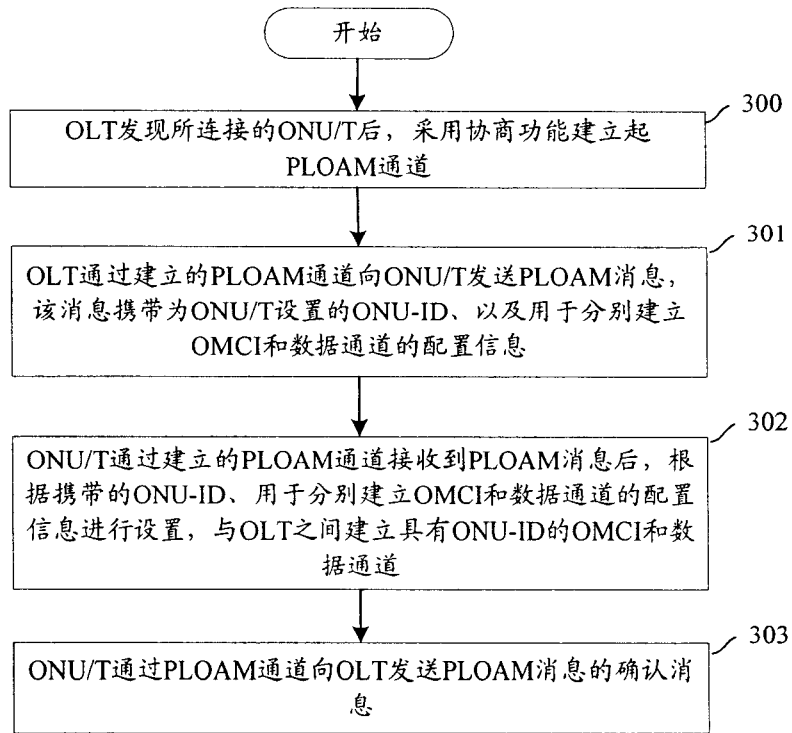 开始
300
OLT发现所连接的ONU/T后，采用协商功能建立起
PLOAM通道
301
OLT通过建立的PLOAM通道向ONU/T发送PLOAM消息，
该消息携带为ONU/T设置的ONU-ID、以及用于分别建立
OMCI和数据通道的配置信息
302
ONU/T通过建立的PLOAM通道接收到PLOAM消息后，根
据携带的ONU-ID、用于分别建立OMCI和数据通道的配置
信息进行设置，与OLT之间建立具有ONU-ID的OMCI和数
据通道
303
ONU/T通过PLOAM通道向OLT发送PLOAM消息的确认消
息